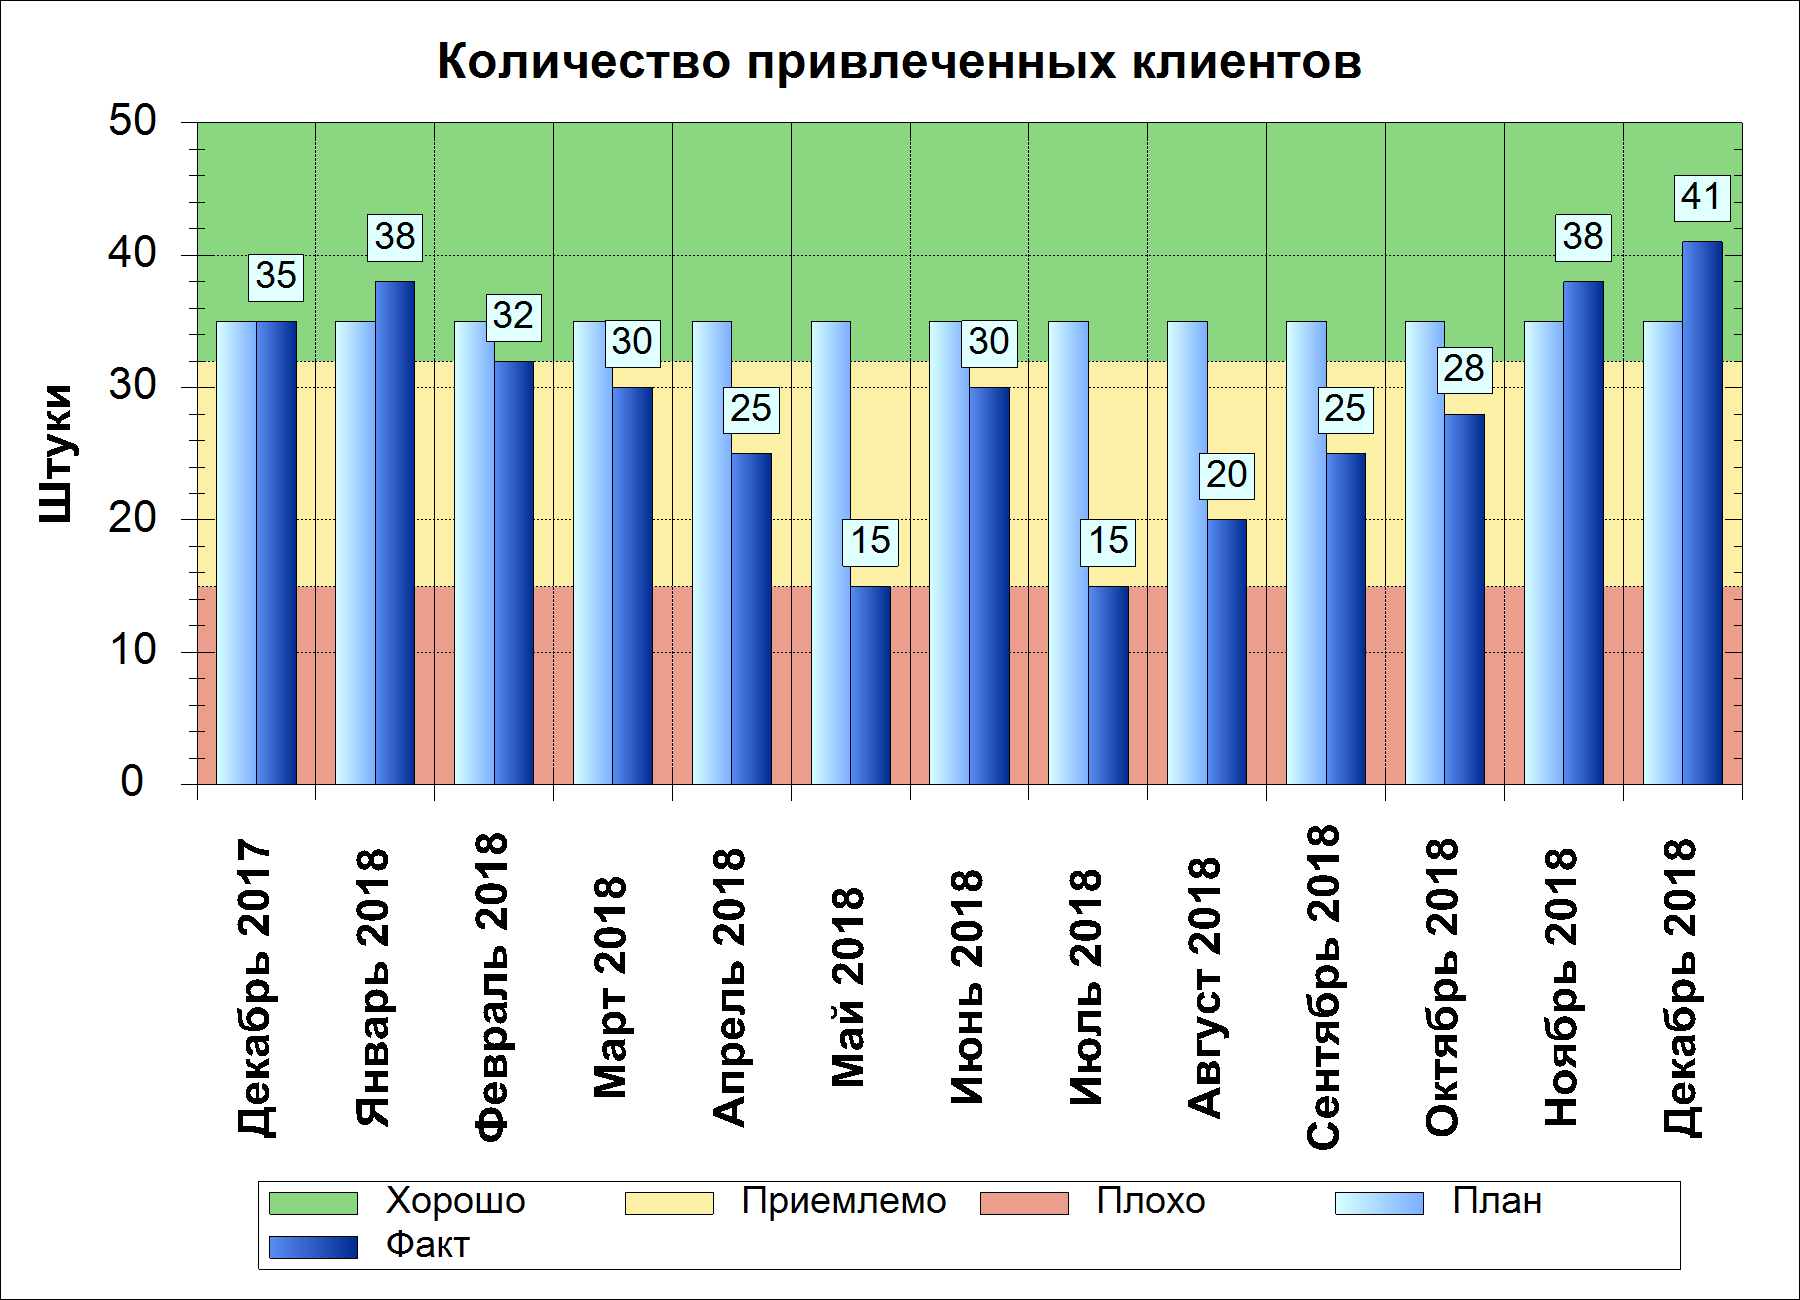 Количество привлеченных клиентов
50
40
30
20
10
0
Штуки
35
38
32
30
25
15
30
15
20
25
28
38
41
Декабрь 2017
Январь 2018
Февраль 2018
Март 2018
Апрель 2018
Май 2018
Июнь 2018
Июль 2018
Август 2018
Сентябрь 2018
Октябрь 2018
Ноябрь 2018
Декабрь 2018
Хорошо Приемлемо Плохо План
Факт